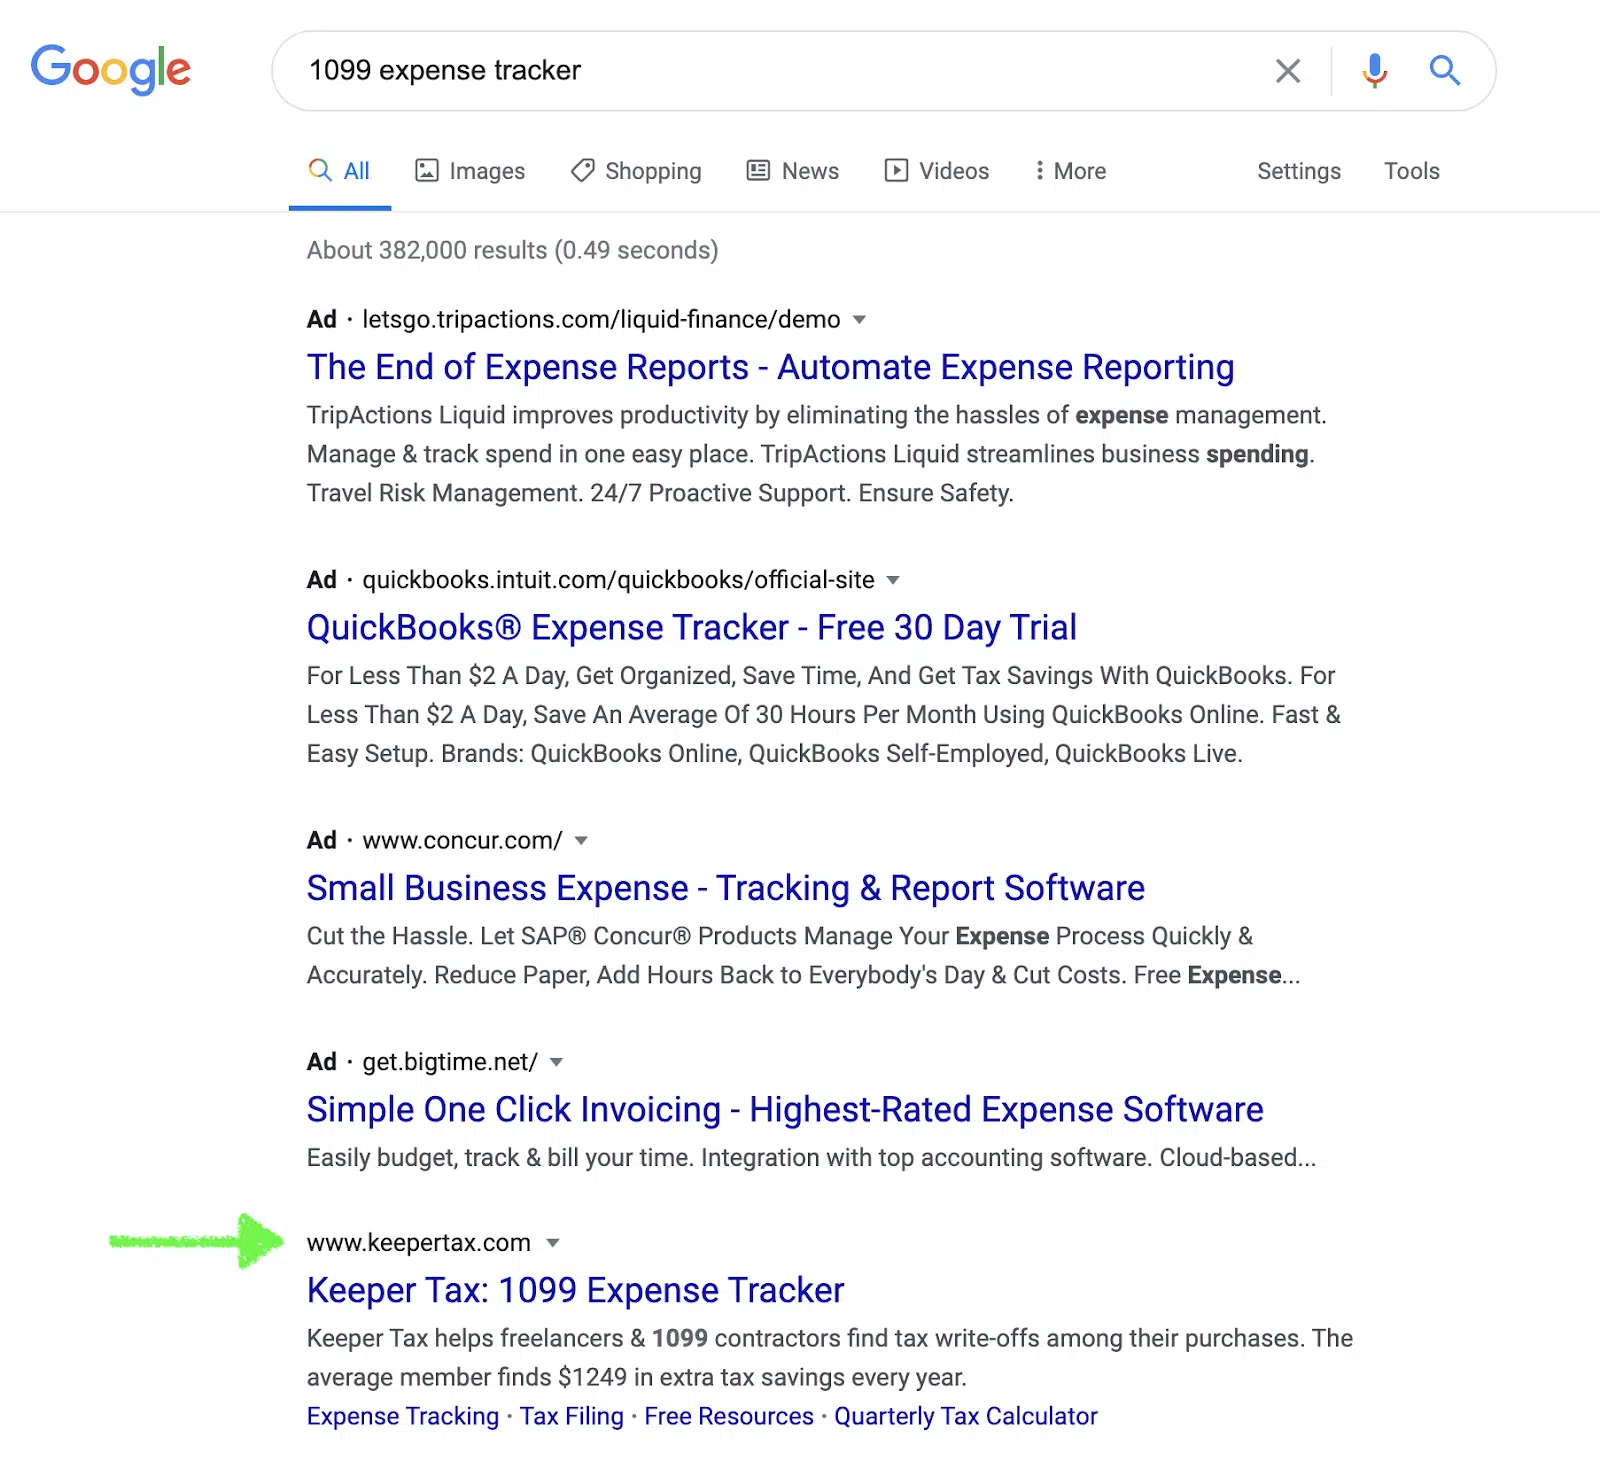 Google
1099 expense tracker
All Images Shopping News Videos More Settings Tools
About 382,000 results (0.49 seconds)
Ad · letsgo.tripactions.com/liquid-finance/demo
The End of Expense Reports - Automate Expense Reporting
TripActions Liquid improves productivity by eliminating the hassles of expense management.
Manage & track spend in one easy place. TripActions Liquid streamlines business spending.
Travel Risk Management. 24/7 Proactive Support. Ensure Safety.
Ad · quickbooks.intuit.com/quickbooks/official-site
QuickBooks® Expense Tracker - Free 30 Day Trial
For Less Than $2 A Day, Get Organized, Save Time, And Get Tax Savings With QuickBooks. For
Less Than $2 A Day, Save An Average Of 30 Hours Per Month Using QuickBooks Online. Fast &
Easy Setup. Brands: QuickBooks Online, QuickBooks Self-Employed, QuickBooks Live.
Ad · www.concur.com/
Small Business Expense - Tracking & Report Software
Cut the Hassle. Let SAP® Concur® Products Manage Your Expense Process Quickly &
Accurately. Reduce Paper, Add Hours Back to Everybody's Day & Cut Costs. Free Expense...
Ad · get.bigtime.net/
Simple One Click Invoicing - Highest-Rated Expense Software
Easily budget, track & bill your time. Integration with top accounting software. Cloud-based...
www.keepertax.com
Keeper Tax: 1099 Expense Tracker
Keeper Tax helps freelancers & 1099 contractors find tax write-offs among their purchases. The
average member finds $1249 in extra tax savings every year.
Expense Tracking · Tax Filing · Free Resources · Quarterly Tax Calculator